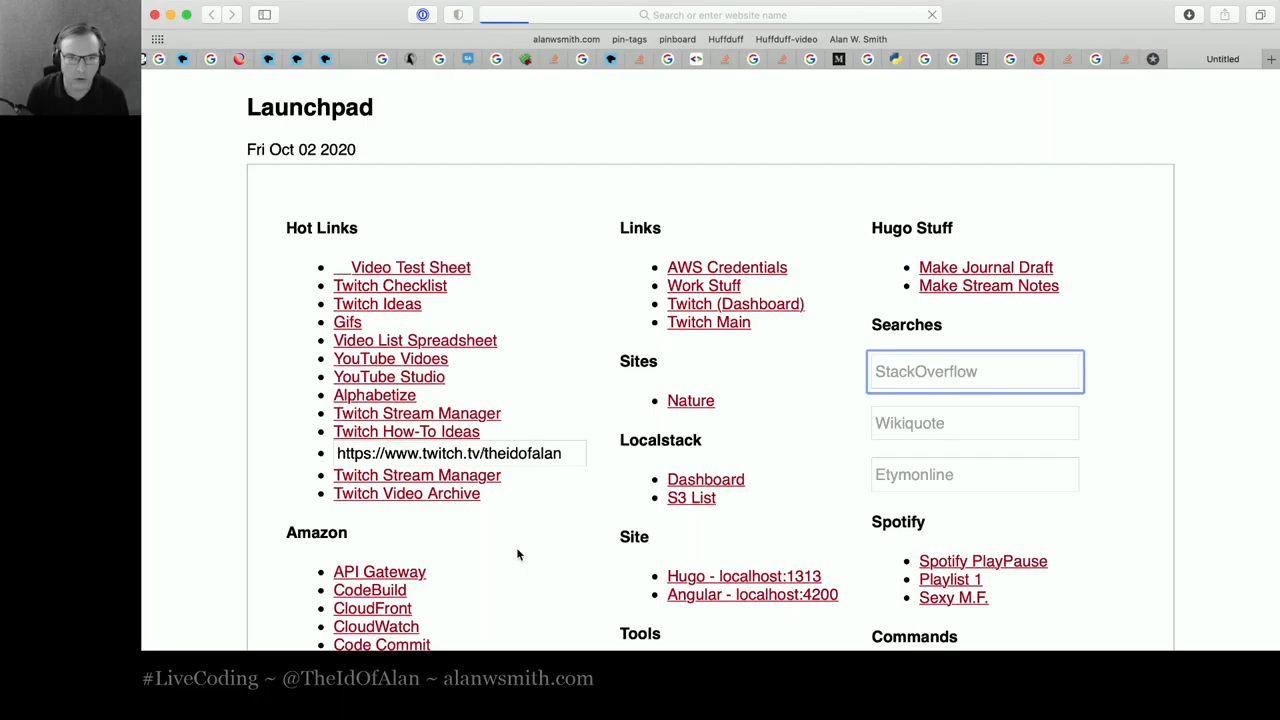 Search or enter website name
alanwsmith.com pin-tags pinboard Huffduff Huffduff-video Alan W. Smith
Untitled
Launchpad
Fri Oct 02 2020
Hot Links
__Video Test Sheet
Twitch Checklist
Twitch Ideas
Gifs
Video List Spreadsheet
YouTube Vidoes
YouTube Studio
Alphabetize
Twitch Stream Manager
Twitch How-To Ideas
https://www.twitch.tv/theidofalan
Twitch Stream Manager
Twitch Video Archive
Amazon
API Gateway
CodeBuild
CloudFront
CloudWatch
Code Commit
Links
AWS Credentials
Work Stuff
Twitch (Dashboard)
Twitch Main
Sites
Nature
Localstack
Dashboard
S3 List
Site
Hugo - localhost:1313
Angular - localhost:4200
Tools
Hugo Stuff
Make Journal Draft
Make Stream Notes
Searches
StackOverflow
Wikiquote
Etymonline
Spotify
Spotify PlayPause
Playlist 1
Sexy M.F.
Commands
#LiveCoding ~ @TheIdOfAlan ~ alanwsmith.com